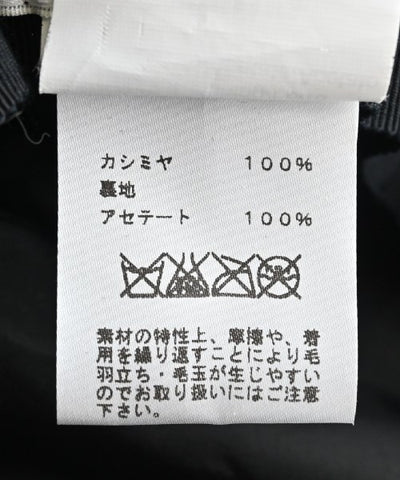 カシミヤ 100%
裏地
アセテート 100%
素材の特性上、摩擦や、着
用を繰り返すことにより毛
羽立ち・毛玉が生じやすい
のでお取り扱いにはご注意
下さい。